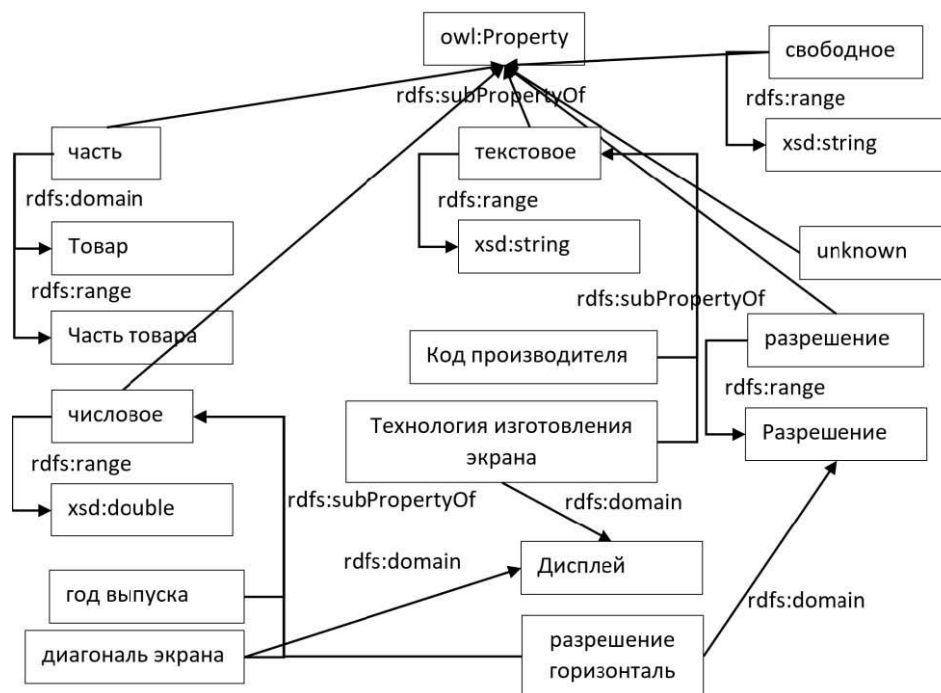 owl:Property
свободное
rdfs:subPropertyOf
rdfs:range
часть
текстовое
xsd:string
rdfs:domain
rdfs:range
Товар
xsd:string
unknown
rdfs:range
rdfs:subPropertyOf
Часть товара
Код производителя
разрешение
rdfs:range
числовое
Технология изготовления
экрана
Разрешение
rdfs:range
xsd:double
rdfs:subPropertyOf
rdfs:domain
rdfs:domain
Дисплей
год выпуска
rdfs:domain
диагональ экрана
разрешение
горизонталь